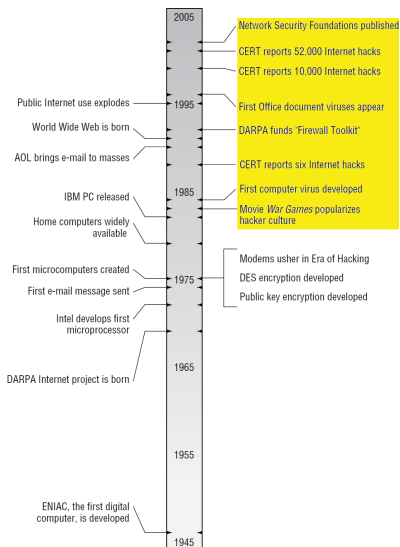 2005
Network Security Foundations published
CERT reports 52,000 Internet hacks
CERT reports 10,000 Internet hacks
Public Internet use explodes
1995
First Office document viruses appear
World Wide Web is born
DARPA funds "Firewall Toolkit"
AOL brings e-mail to masses
CERT reports six Internet hacks
1985
First computer virus developed
IBM PC released
Movie War Games popularizes
hacker culture
Home computers widely
available
Modems usher in Era of Hacking
First microcomputers created
1975
DES encryption developed
First e-mail message sent
Public key encryption developed
Intel develops first
microprocessor
1965
DARPA Internet project is born
1955
ENIAC, the first digital
computer, is developed
1945